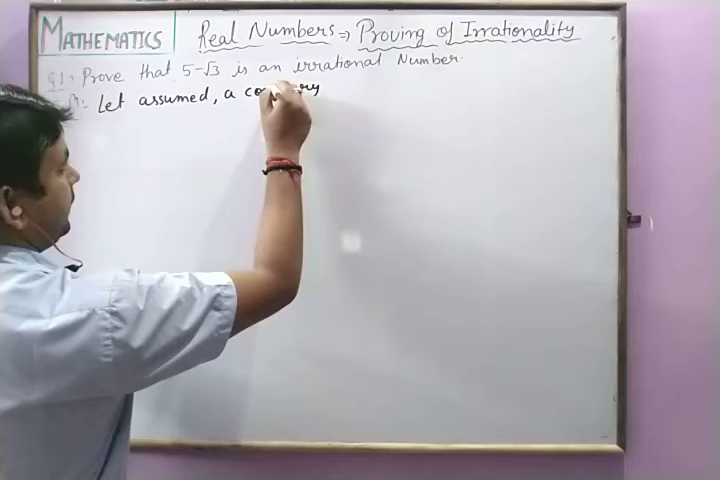 MATHEMATICS
Real Numbers ⇒ Proving of Irrationality
Q1: Prove that 5-√3 is an irrational Number.
Let assumed, a